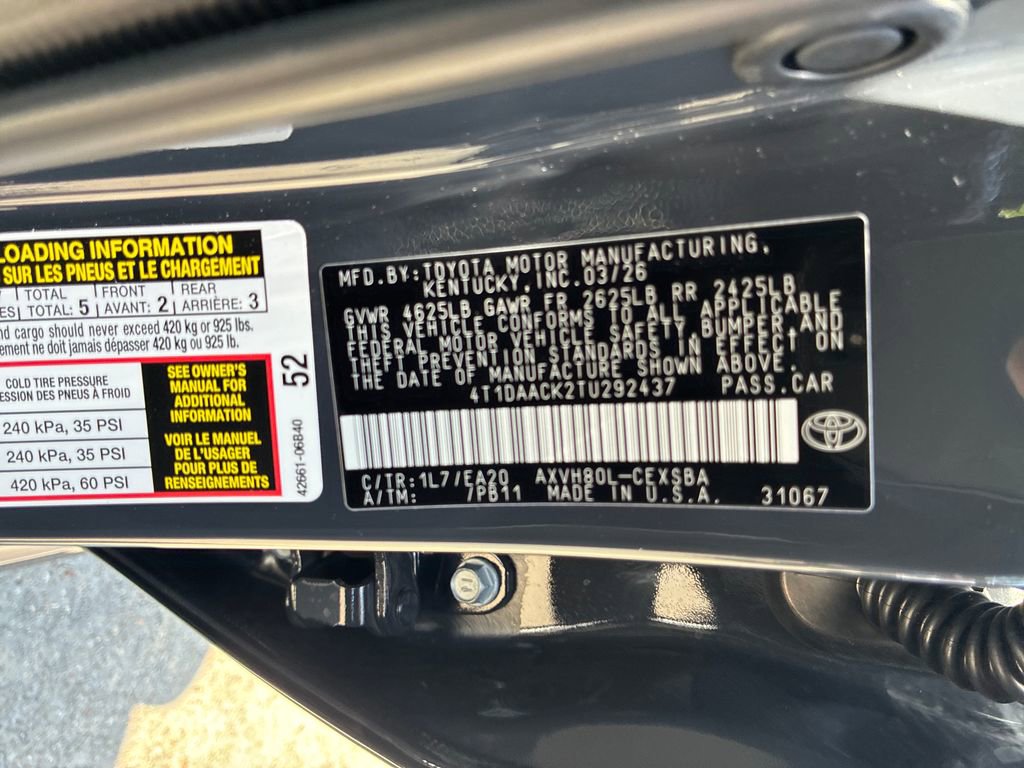 OADING INFORMATION
SUR LES PNEUS ET LE CHARGEMENT
TOTAL FRONT REAR
TOTAL: 5 AVANT: 2 ARRIÈRE: 3
cargo should never exceed 420 kg or 925 lbs.
ne doit jamais dépasser 420 kg ou 925 lb.
COLD TIRE PRESSURE
DES PNEUS À FROID
240 kPa, 35 PSI
240 kPa, 35 PSI
420 kPa, 60 PSI
SEE OWNER'S
MANUAL FOR
ADDITIONAL
INFORMATION
VOIR LE MANUEL
DE L'USAGER
POUR PLUS DE
RENSEIGNEMENTS
52
42661-06B40
MFD.BY:TOYOTA MOTOR MANUFACTURING,
KENTUCKY,INC.03/26
GVWR 4625LB GAWR FR 2625LB RR 2425LB
THIS VEHICLE CONFORMS TO ALL APPLICABLE
FEDERAL MOTOR VEHICLE SAFETY,BUMPER,AND
THEFT PREVENTION STANDARDS IN EFFECT ON
THE DATE OF MANUFACTURE SHOWN ABOVE.
4T1DAACK2TU292437 PASS.CAR
C/TR:1L7/EA20 AXVH80L-CEXSBA
A/TM: /PB11 MADE IN U.S.A. 31067